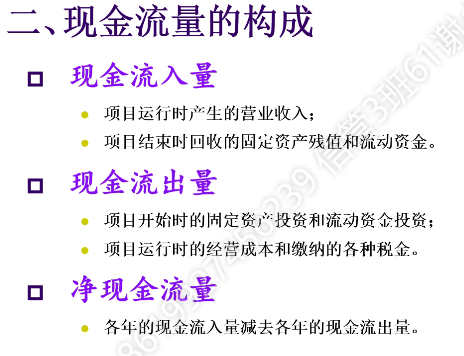 二、现金流量的构成
现金流入量
项目运行时产生的营业收入；
项目结束时回收的固定资产残值和流动资金。
现金流出量
项目开始时的固定资产投资和流动资金投资；
项目运行时的经营成本和缴纳的各种税金。
净现金流量
各年的现金流入量减去各年的现金流出量。